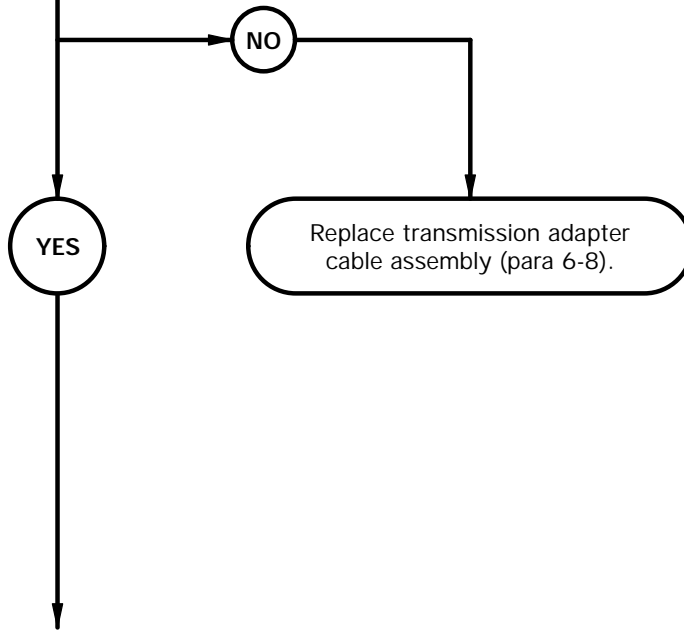 NO
YES
Replace transmission adapter
cable assembly (para 6-8).